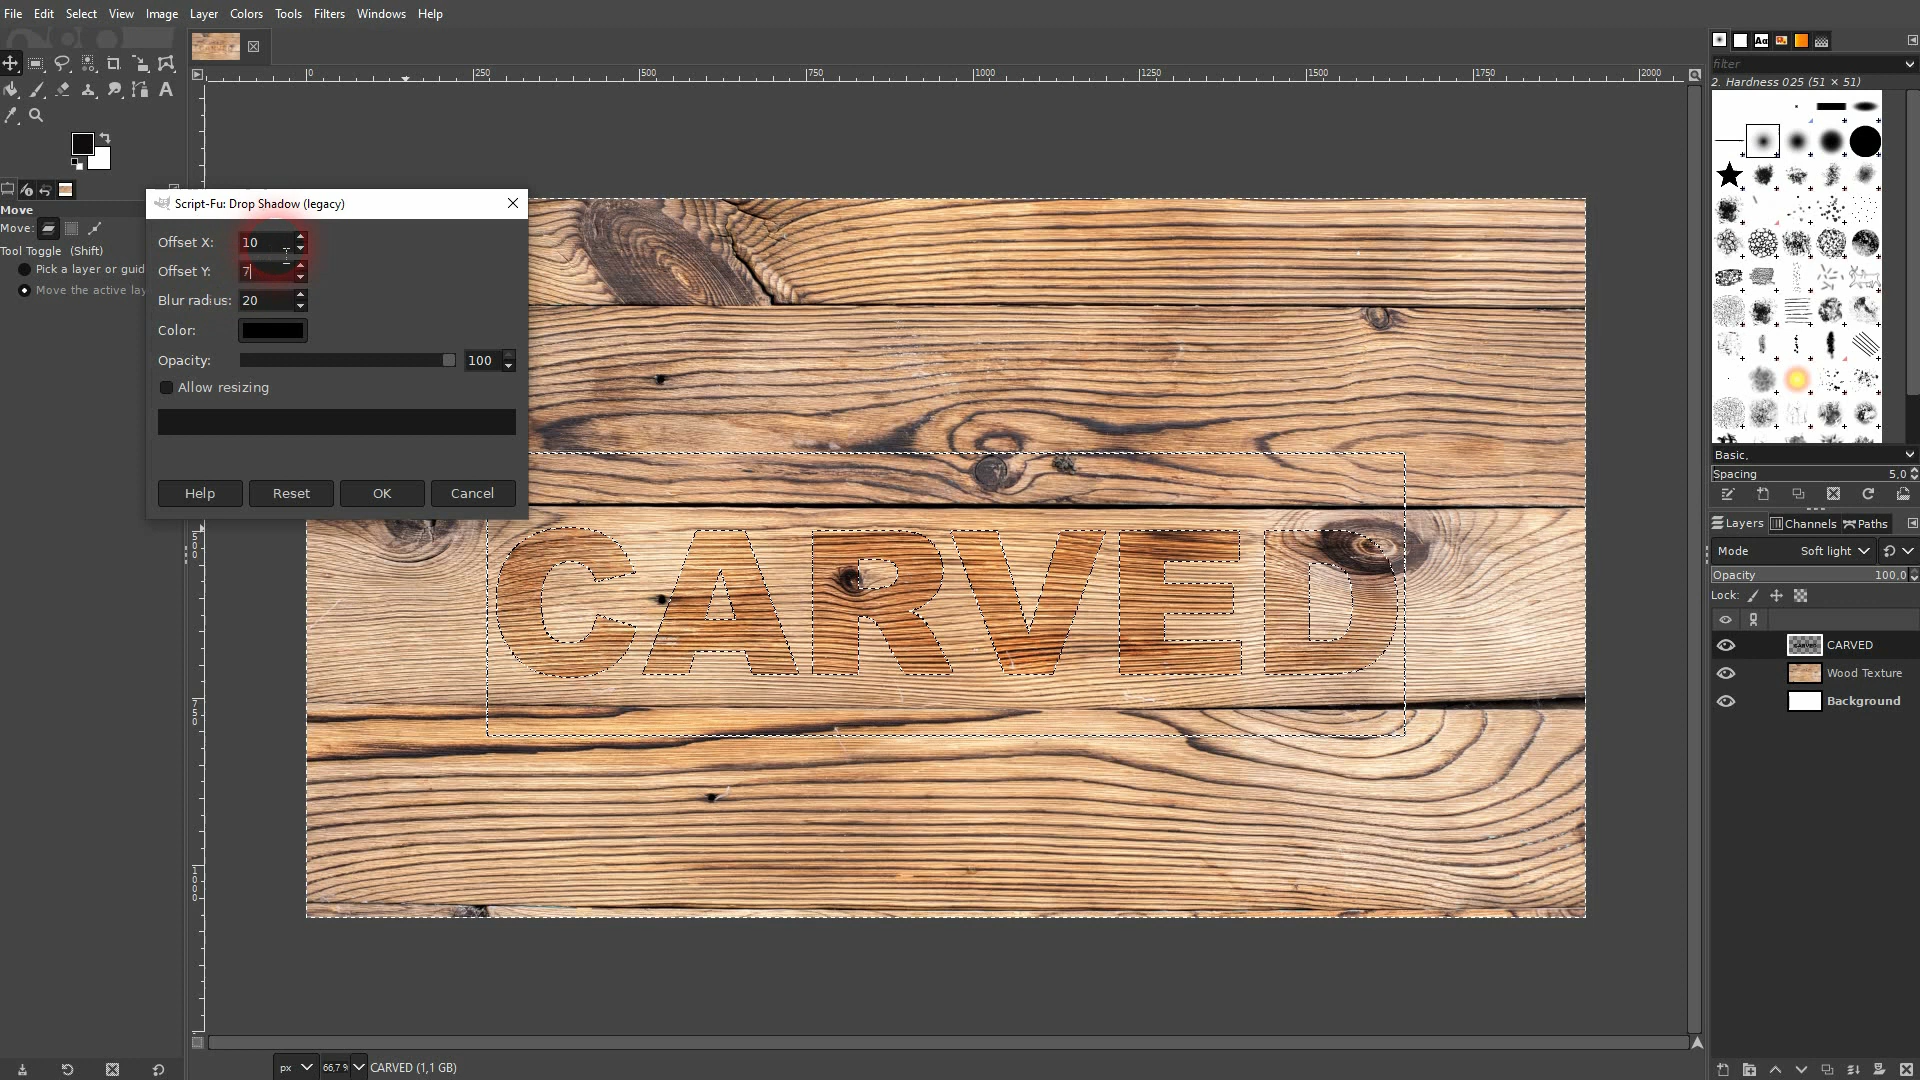 File Edit Select View Image Layer Colors Tools Filters Windows Help
0 250 500 750 1000 1250 1500 1750 2000
filter
2. Hardness 025 (51 × 51)
Move
Move:
Tool Toggle (Shift)
Pick a layer or guid
Move the active lay
Script-Fu: Drop Shadow (legacy)
Offset X: 10
Offset Y: 7
Blur radius: 20
Color:
Opacity: 100
Allow resizing
Help Reset OK Cancel
CARVED
500
750
1000
Basic,
Spacing 5,0
Layers Channels Paths
Mode Soft light
Opacity 100,0
Lock:
CARVED
Wood Texture
Background
px 66,7 % CARVED (1,1 GB)